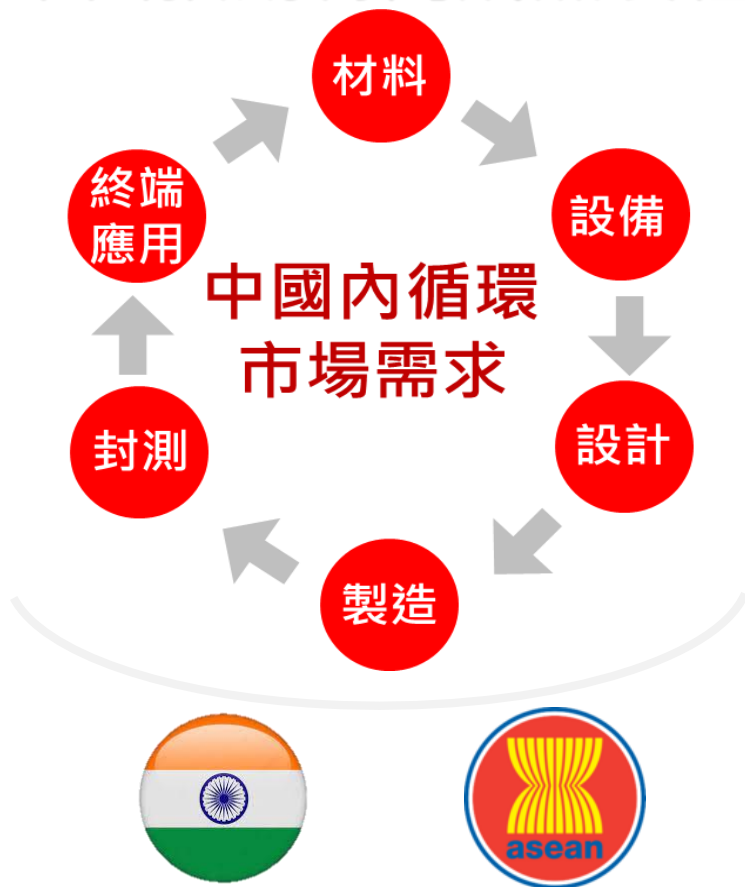 材料
設備
設計
製造
封測
終端
應用
中國內循環
市場需求
asean